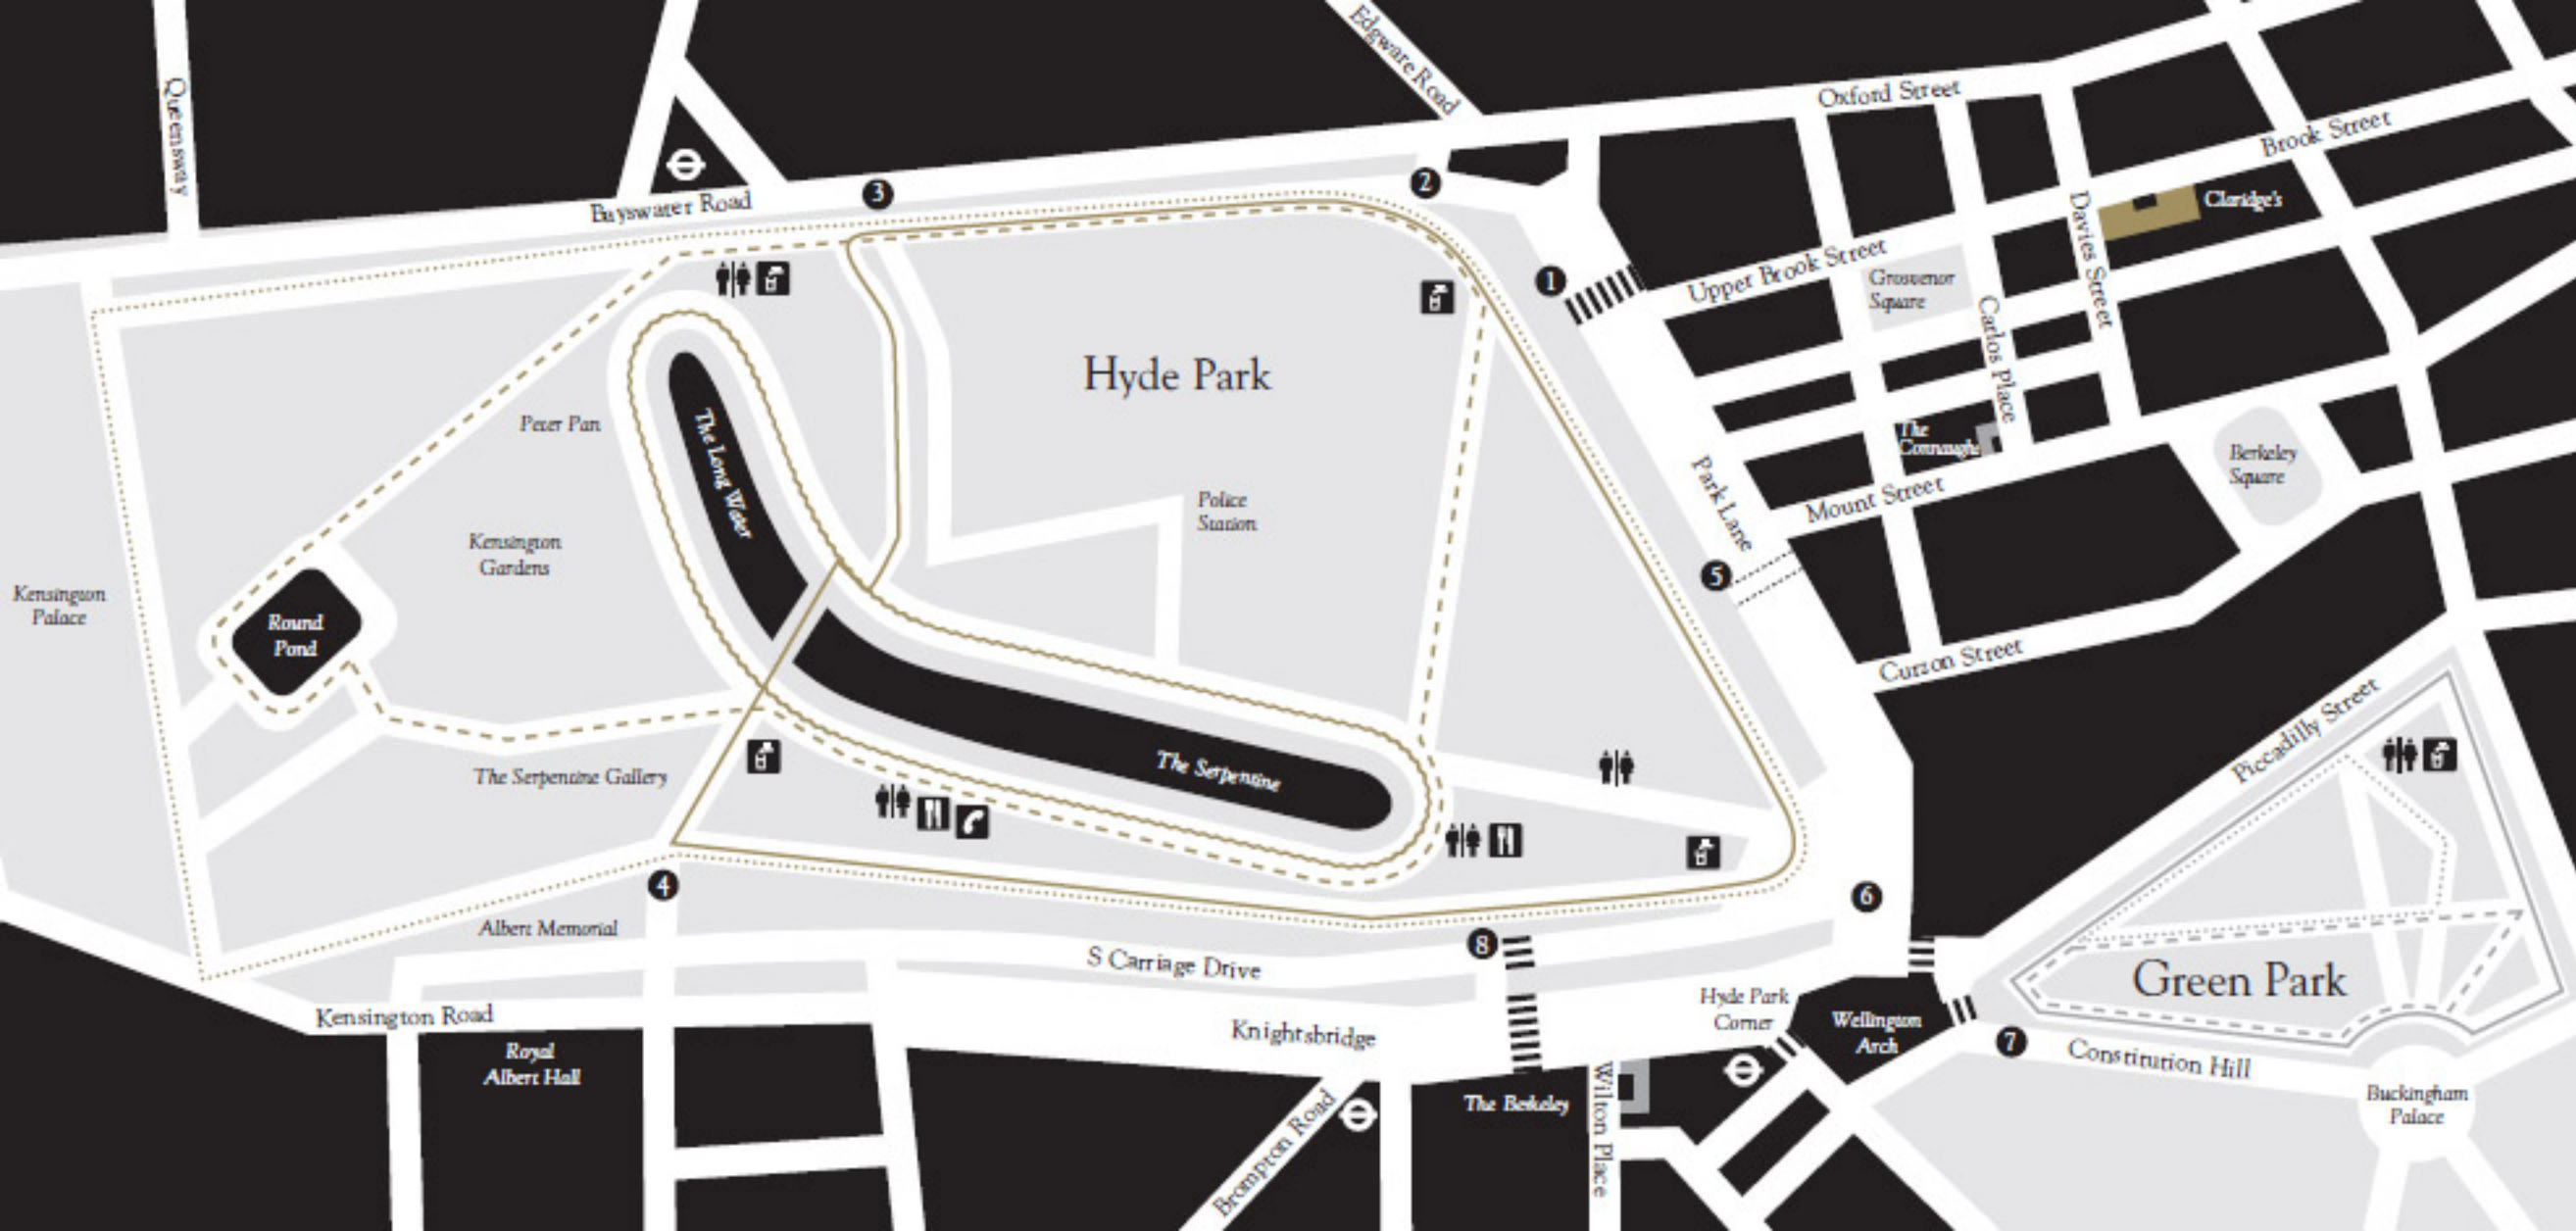 Queensway
Edgware Road
Oxford Street
Brook Street
Claridge's
Davies Street
Bayswater Road
3
2
1
Upper Brook Street
Grosvenor
Square
Carlos Place
Hyde Park
Peter Pan
The Long Water
The
Connaught
Berkeley
Square
Park Lane
Mount Street
Police
Station
Kensington
Gardens
Kensington
Palace
Round
Pond
5
Curzon Street
Piccadilly Street
The Serpentine Gallery
The Serpentine
4
6
Albert Memorial
8
S Carriage Drive
Green Park
Kensington Road
Knightsbridge
Hyde Park
Corner
Wellington
Arch
7
Constitution Hill
Royal
Albert Hall
The Berkeley
Wilton Place
Brompton Road
Buckingham
Palace